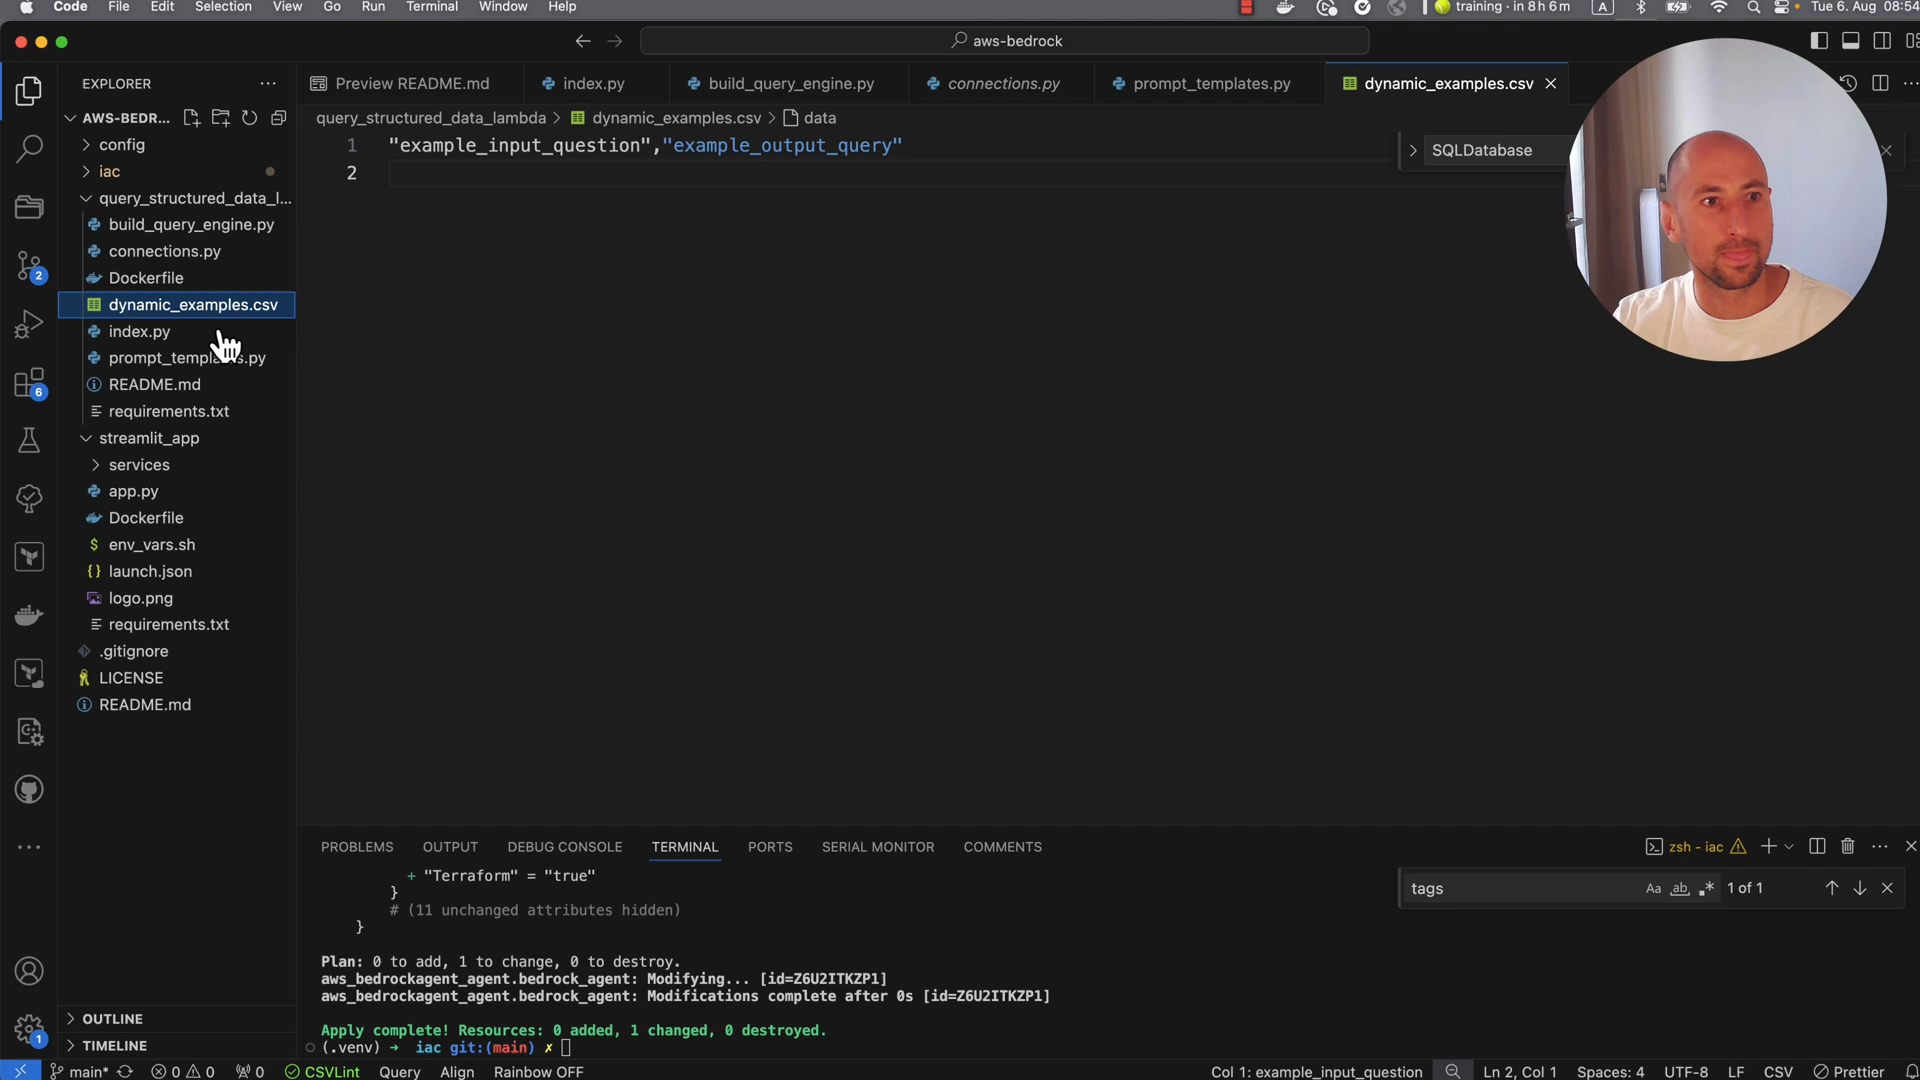 Code File Edit Selection View Go Run Terminal Window Help
training · in 8 h 6 m A Tue 6. Aug 08:54
aws-bedrock
EXPLORER
Preview README.md index.py build_query_engine.py connections.py prompt_templates.py dynamic_examples.csv
AWS-BEDR...
query_structured_data_lambda > dynamic_examples.csv > data
config
iac
query_structured_data_l...
build_query_engine.py
connections.py
Dockerfile
dynamic_examples.csv
index.py
README.md
requirements.txt
streamlit_app
services
app.py
Dockerfile
env_vars.sh
launch.json
logo.png
requirements.txt
.gitignore
LICENSE
README.md
OUTLINE
TIMELINE
2
6
1
1 "example_input_question","example_output_query"
2
SQLDatabase
PROBLEMS OUTPUT DEBUG CONSOLE TERMINAL PORTS SERIAL MONITOR COMMENTS
zsh - iac
tags Aa ab 1 of 1
+ "Terraform" = "true"
}
# (11 unchanged attributes hidden)
}
Plan: 0 to add, 1 to change, 0 to destroy.
aws_bedrockagent_agent.bedrock_agent: Modifying... [id=Z6U2ITKZP1]
aws_bedrockagent_agent.bedrock_agent: Modifications complete after 0s [id=Z6U2ITKZP1]
Apply complete! Resources: 0 added, 1 changed, 0 destroyed.
(.venv) → iac git:(main) ✗
main* 0 0 0 CSVLint Query Align Rainbow OFF
Col 1: example_input_question Ln 2, Col 1 Spaces: 4 UTF-8 LF CSV Prettier